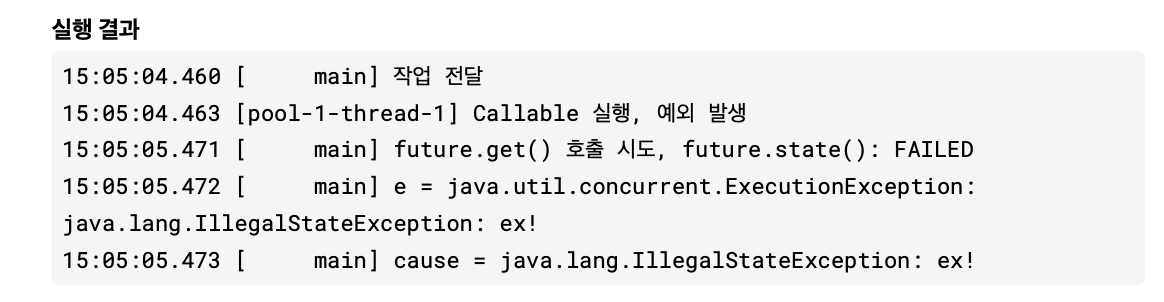 실행 결과
15:05:04.460 [     main] 작업 전달
15:05:04.463 [pool-1-thread-1] Callable 실행, 예외 발생
15:05:05.471 [     main] future.get() 호출 시도, future.state(): FAILED
15:05:05.472 [     main] e = java.util.concurrent.ExecutionException:
java.lang.IllegalStateException: ex!
15:05:05.473 [     main] cause = java.lang.IllegalStateException: ex!